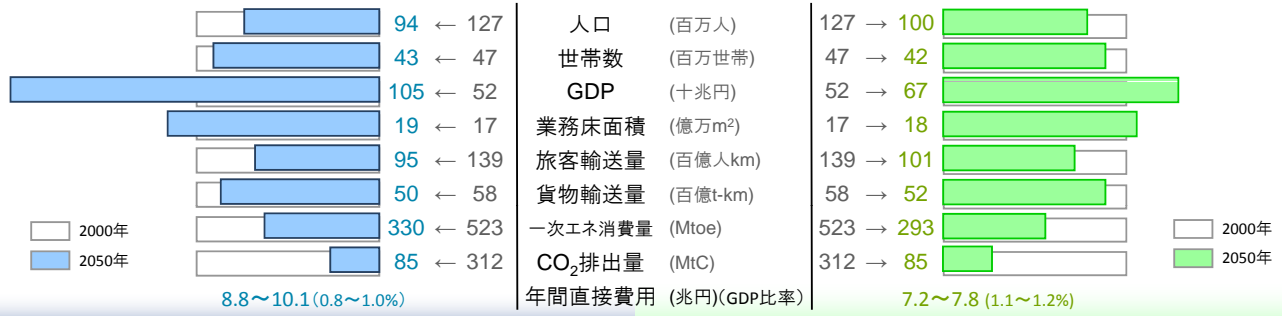 94 ← 127 人口 (百万人) 127 → 100
43 ← 47 世帯数 (百万世帯) 47 → 42
105 ← 52 GDP (十兆円) 52 → 67
19 ← 17 業務床面積 (億万m²) 17 → 18
95 ← 139 旅客輸送量 (百億人km) 139 → 101
50 ← 58 貨物輸送量 (百億t-km) 58 → 52
2000年 330 ← 523 一次エネ消費量 (Mtoe) 523 → 293 2000年
2050年 85 ← 312 CO₂排出量 (MtC) 312 → 85 2050年
8.8～10.1(0.8～1.0%) 年間直接費用 (兆円)(GDP比率) 7.2～7.8 (1.1～1.2%)